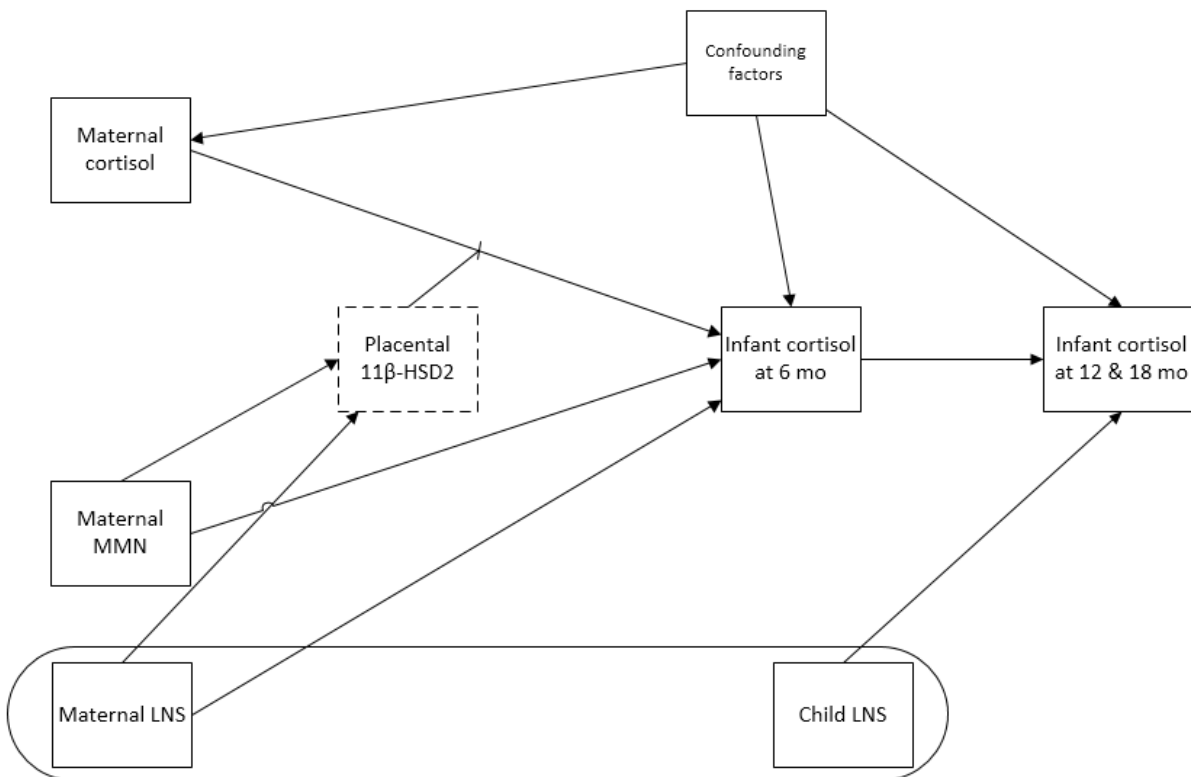 Confounding
factors
Maternal
cortisol
Placental
11β-HSD2
Infant cortisol
at 6 mo
Infant cortisol
at 12 & 18 mo
Maternal
MMN
Maternal LNS
Child LNS